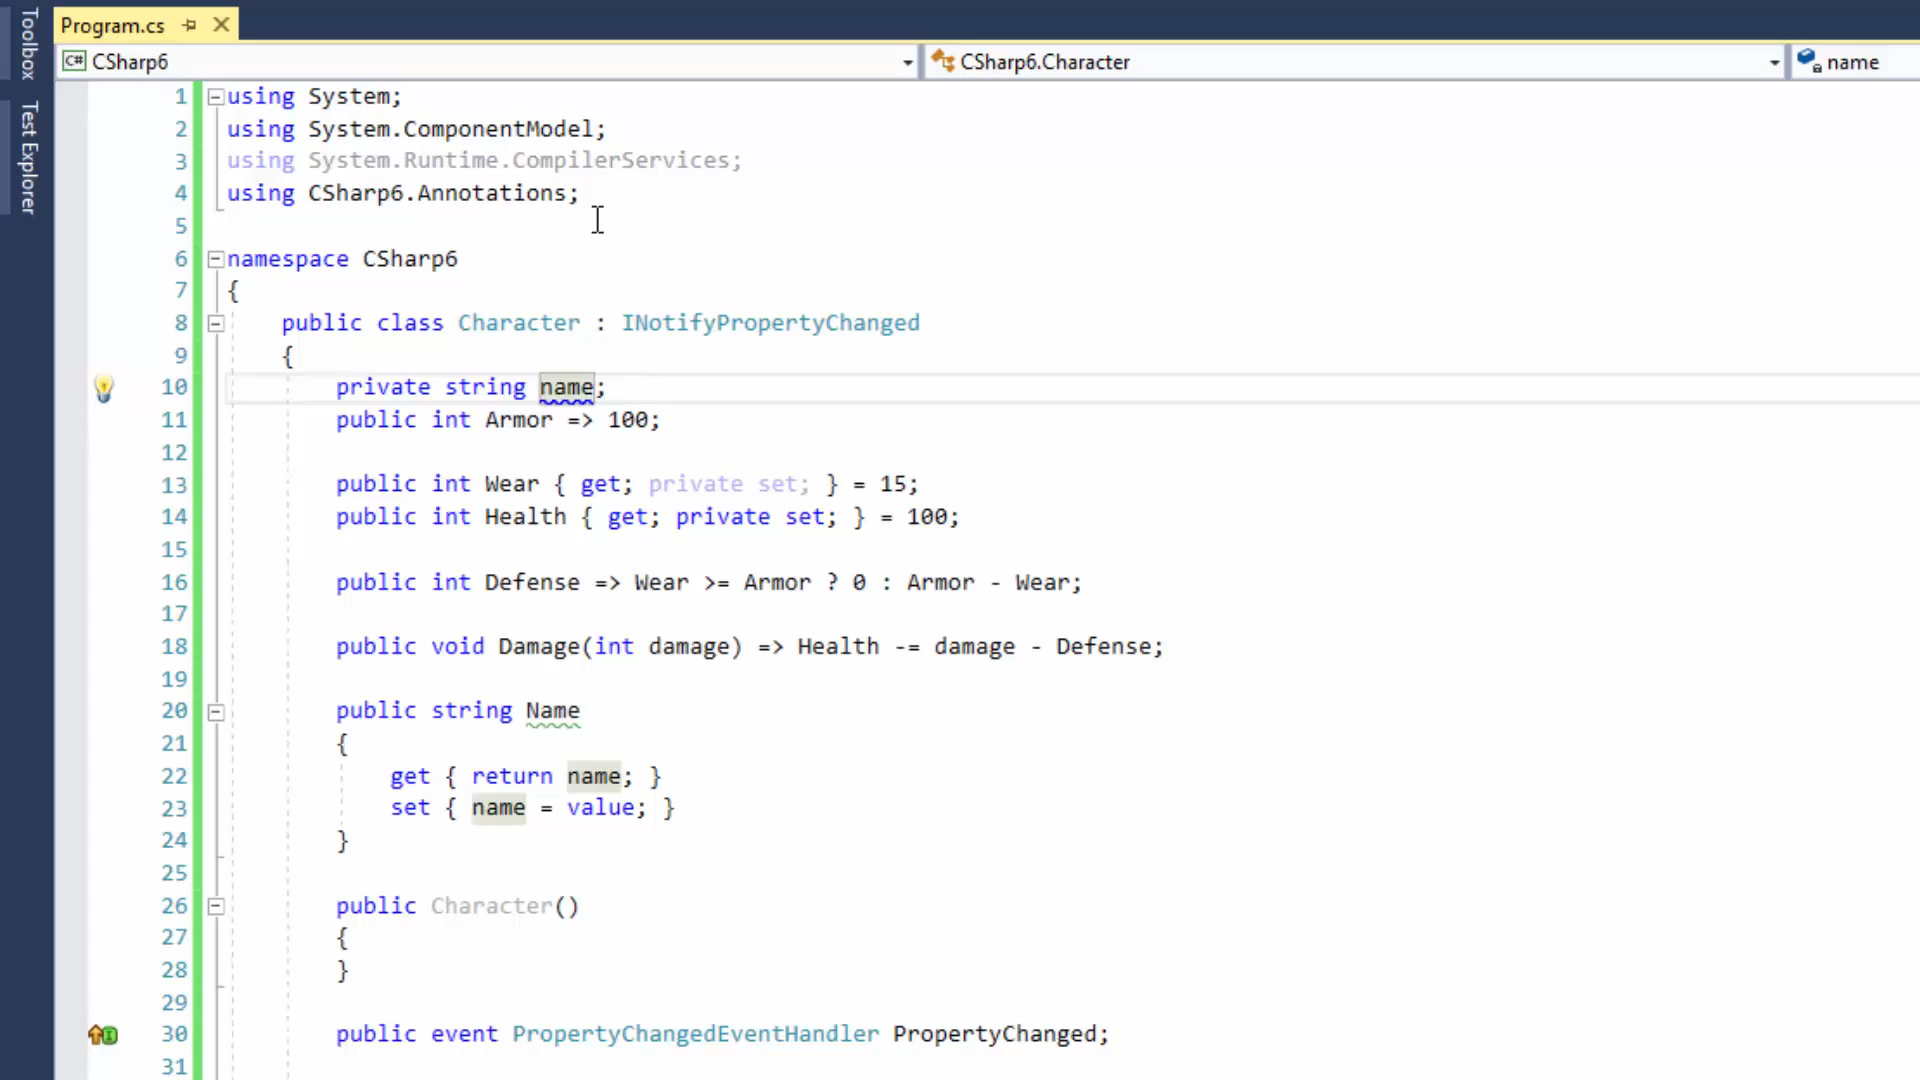 Toolbox
Test Explorer
Program.cs
C# CSharp6
CSharp6.Character
name
1 using System;
2 using System.ComponentModel;
3 using System.Runtime.CompilerServices;
4 using CSharp6.Annotations;
5
6 namespace CSharp6
7 {
8 public class Character : INotifyPropertyChanged
9 {
10 private string name;
11 public int Armor => 100;
12
13 public int Wear { get; private set; } = 15;
14 public int Health { get; private set; } = 100;
15
16 public int Defense => Wear >= Armor ? 0 : Armor - Wear;
17
18 public void Damage(int damage) => Health -= damage - Defense;
19
20 public string Name
21 {
22 get { return name; }
23 set { name = value; }
24 }
25
26 public Character()
27 {
28 }
29
30 public event PropertyChangedEventHandler PropertyChanged;
31